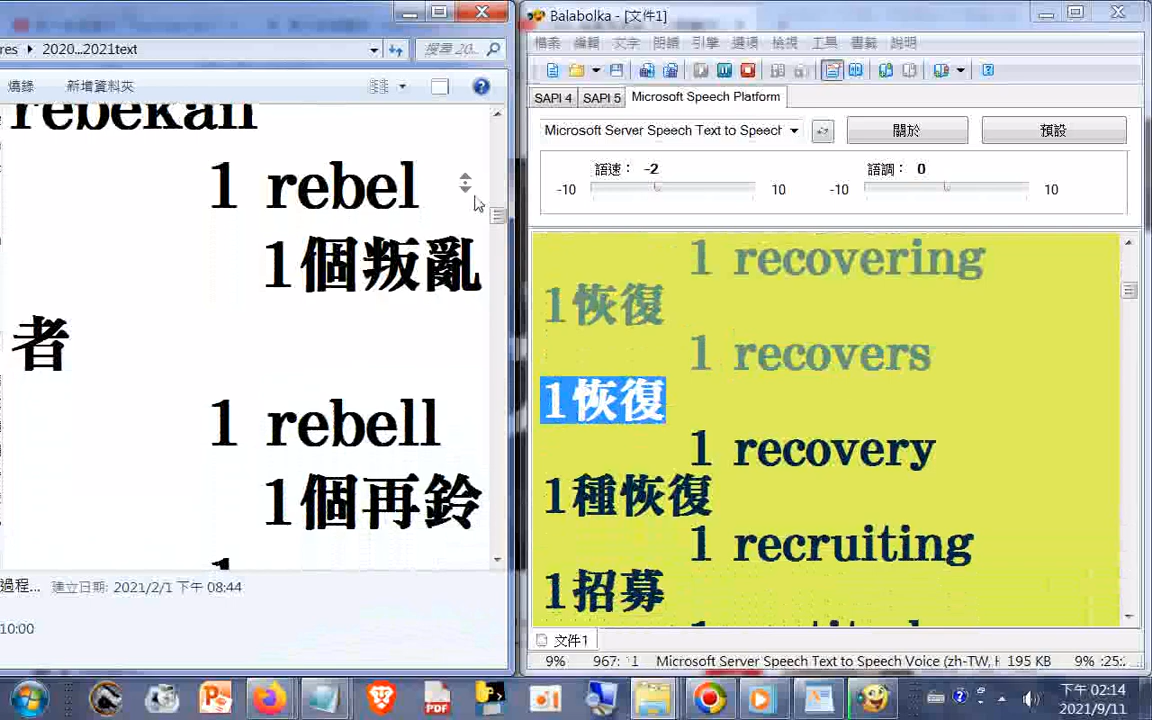 res ▸ 2020...2021text
搜尋 20...
燒錄
新增資料夾
rebekah
1 rebel
1個叛亂
者
1 rebell
1個再鈴
1
過程... 建立日期: 2021/2/1 下午 08:44
10:00
Balabolka - [文件1]
檔案 編輯 文字 朗讀 引擎 選項 檢視 工具 書籤 說明
SAPI 4 SAPI 5 Microsoft Speech Platform
Microsoft Server Speech Text to Speech
關於
預設
語速： -2
語調： 0
-10
10
-10
10
1 recovering
1恢復
1 recovers
1恢復
1 recovery
1種恢復
1 recruiting
1招募
文件1
9% 967: 1 Microsoft Server Speech Text to Speech Voice (zh-TW, H 195 KB 9% :25:
PDF
下午 02:14
2021/9/11